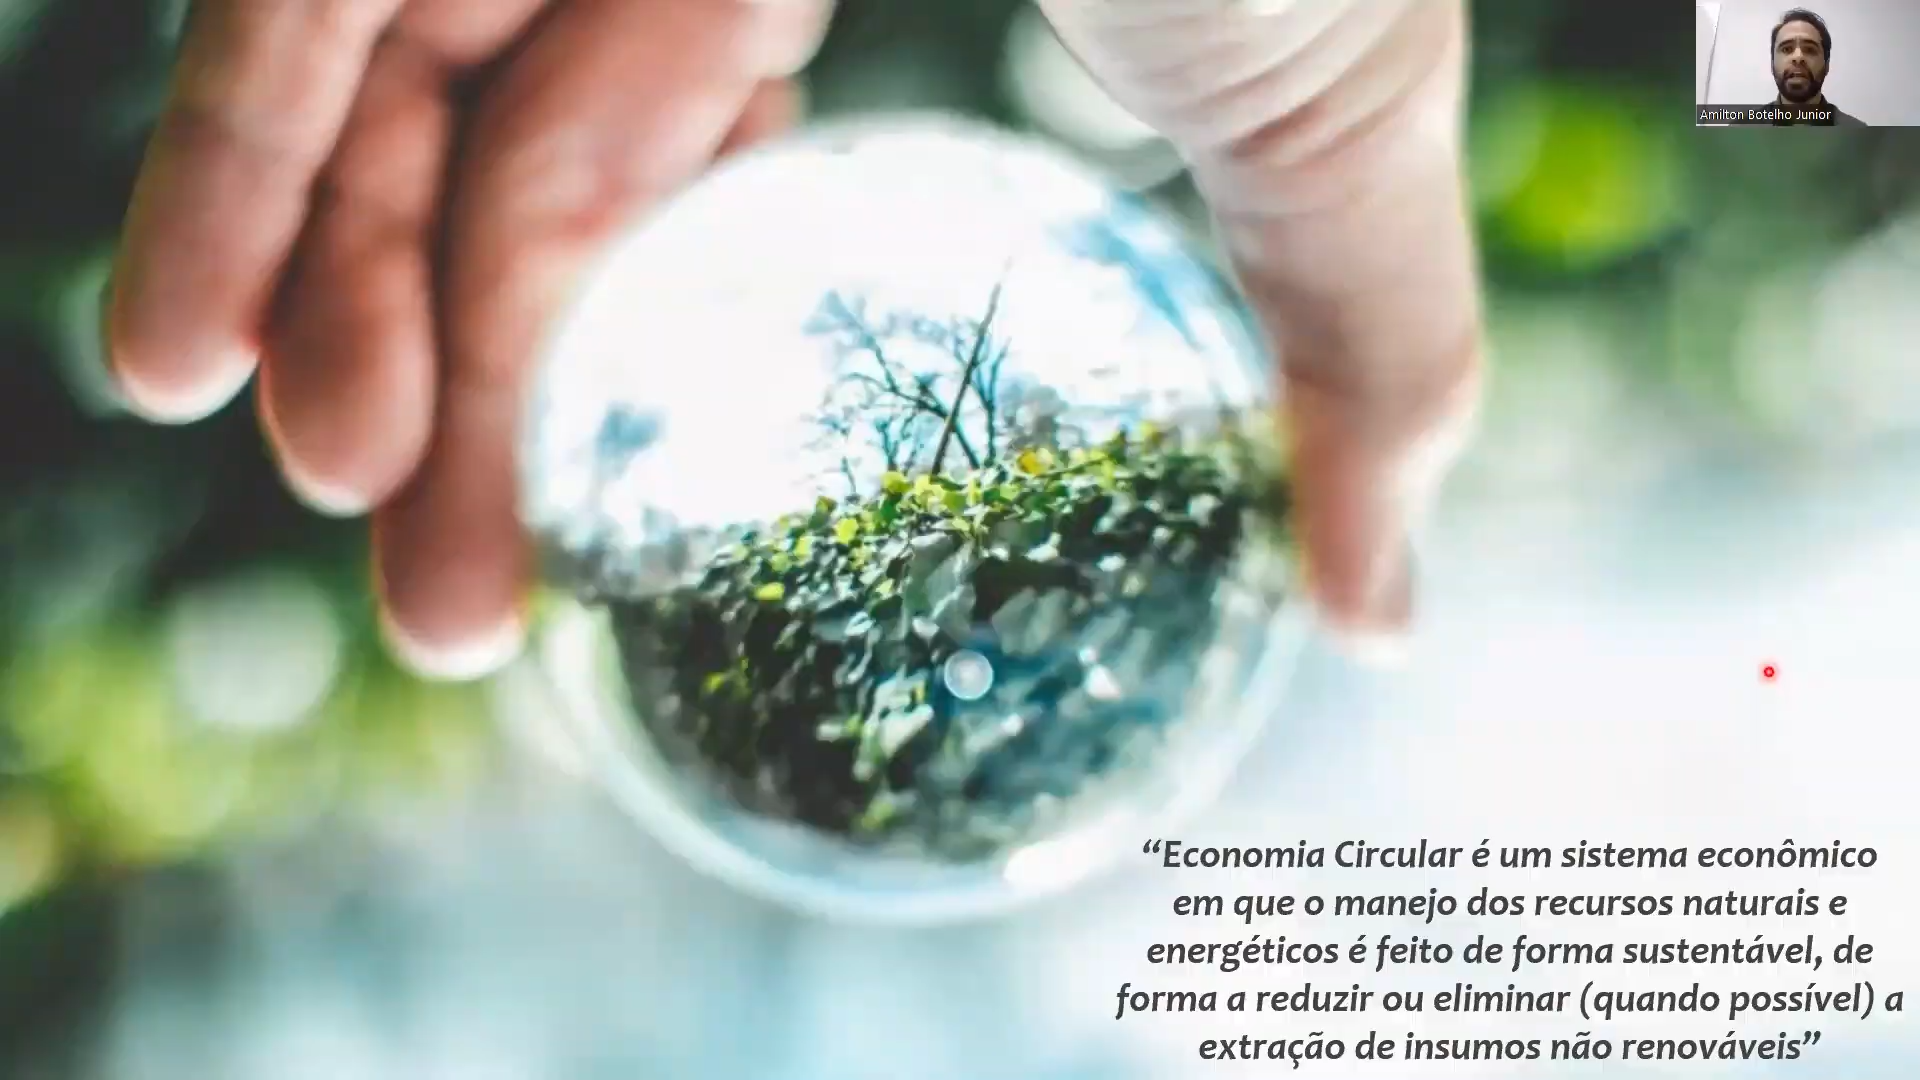 Amilton Botelho Junior
“Economia Circular é um sistema econômico
em que o manejo dos recursos naturais e
energéticos é feito de forma sustentável, de
forma a reduzir ou eliminar (quando possível) a
extração de insumos não renováveis”